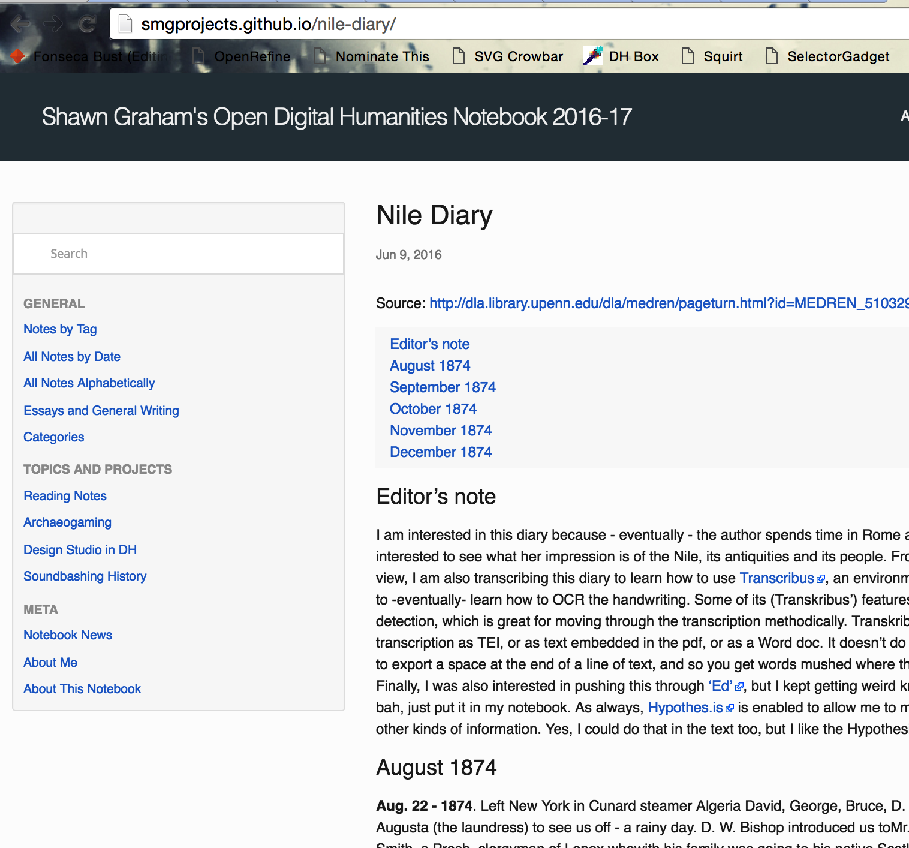 smgprojects.github.io/nile-diary/
Fonseca Bust (Editi OpenRefine Nominate This SVG Crowbar DH Box Squirt SelectorGadget
Shawn Graham's Open Digital Humanities Notebook 2016-17
A
Search
GENERAL
Notes by Tag
All Notes by Date
All Notes Alphabetically
Essays and General Writing
Categories
TOPICS AND PROJECTS
Reading Notes
Archaeogaming
Design Studio in DH
Soundbashing History
META
Notebook News
About Me
About This Notebook
Nile Diary
Jun 9, 2016
Source: http://dla.library.upenn.edu/dla/medren/pageturn.html?id=MEDREN_510329
Editor's note
August 1874
September 1874
October 1874
November 1874
December 1874
Editor's note
I am interested in this diary because - eventually - the author spends time in Rome a
interested to see what her impression is of the Nile, its antiquities and its people. Fro
view, I am also transcribing this diary to learn how to use Transcribus, an environm
to -eventually- learn how to OCR the handwriting. Some of its (Transkribus') features
detection, which is great for moving through the transcription methodically. Transkrib
transcription as TEI, or as text embedded in the pdf, or as a Word doc. It doesn't do
to export a space at the end of a line of text, and so you get words mushed where th
Finally, I was also interested in pushing this through 'Ed', but I kept getting weird kr
bah, just put it in my notebook. As always, Hypothes.is is enabled to allow me to m
other kinds of information. Yes, I could do that in the text too, but I like the Hypothes
August 1874
Aug. 22 - 1874. Left New York in Cunard steamer Algeria David, George, Bruce, D.
Augusta (the laundress) to see us off - a rainy day. D. W. Bishop introduced us toMr.